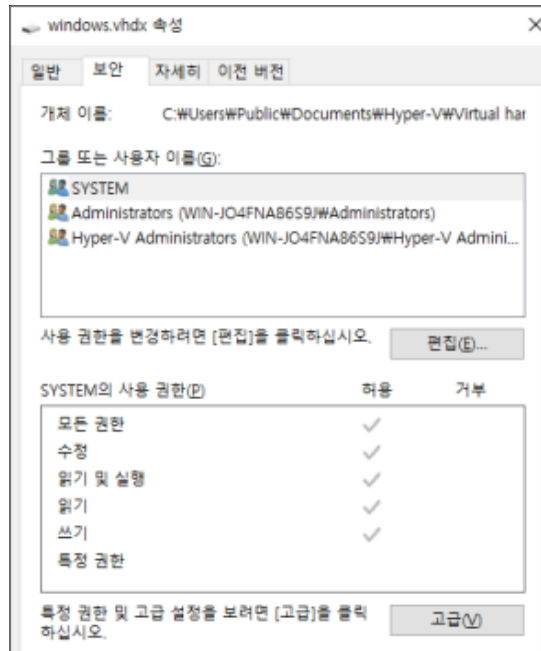 windows.vhdx 속성
일반 보안 자세히 이전 버전
개체 이름: C:₩Users₩Public₩Documents₩Hyper-V₩Virtual har
그룹 또는 사용자 이름(G):
SYSTEM
Administrators (WIN-JO4FNA86S9J₩Administrators)
Hyper-V Administrators (WIN-JO4FNA86S9J₩Hyper-V Admini...
사용 권한을 변경하려면 [편집]을 클릭하십시오. 편집(E)...
SYSTEM의 사용 권한(P) 허용 거부
모든 권한
수정
읽기 및 실행
읽기
쓰기
특정 권한
특정 권한 및 고급 설정을 보려면 [고급]을 클릭
하십시오. 고급(V)